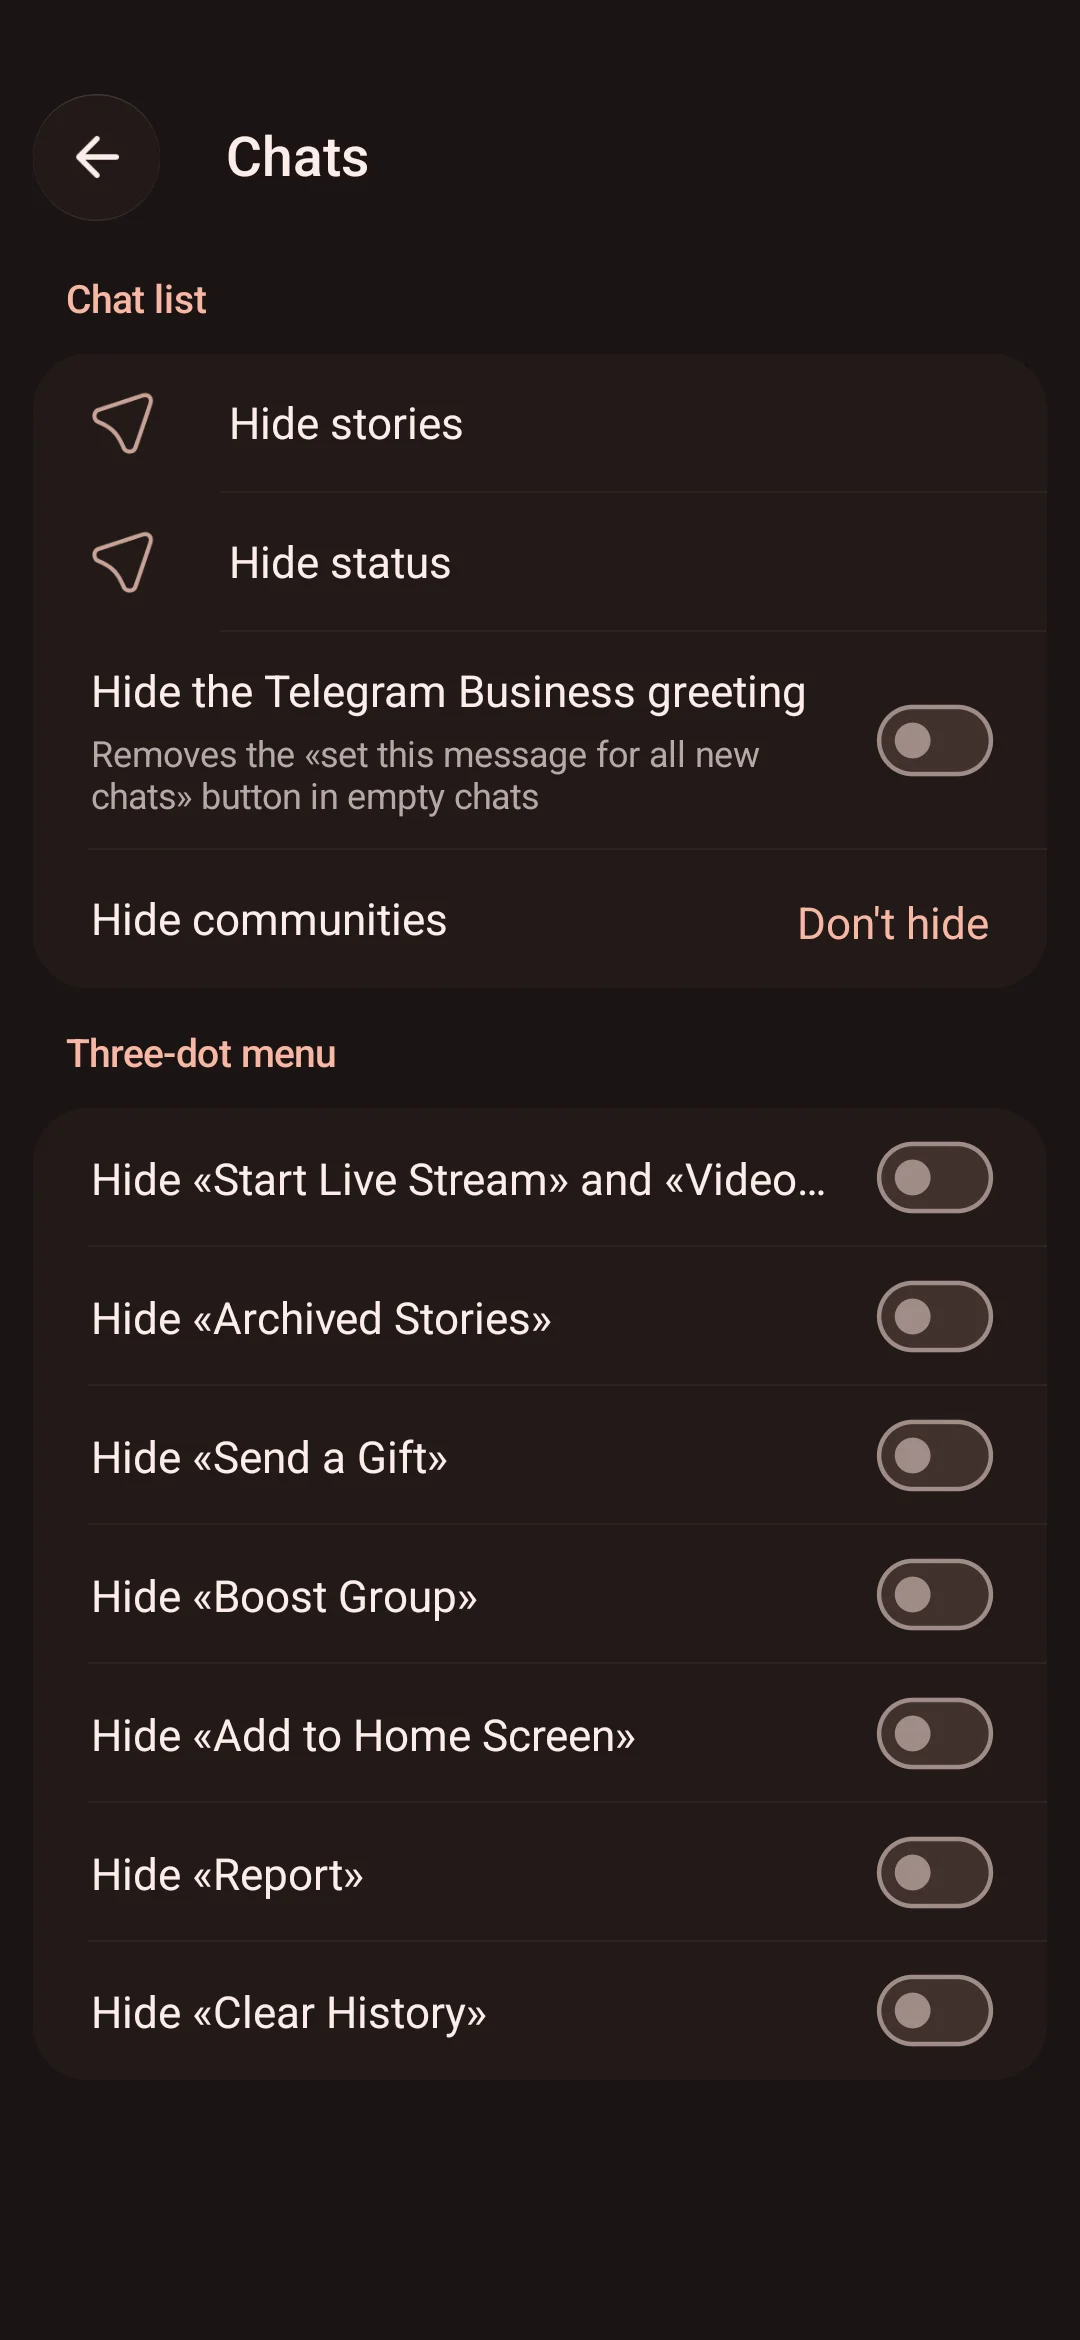 Chats
Chat list
Hide stories
Hide status
Hide the Telegram Business greeting
Removes the «set this message for all new
chats» button in empty chats
Hide communities
Don't hide
Three-dot menu
Hide «Start Live Stream» and «Video…
Hide «Archived Stories»
Hide «Send a Gift»
Hide «Boost Group»
Hide «Add to Home Screen»
Hide «Report»
Hide «Clear History»